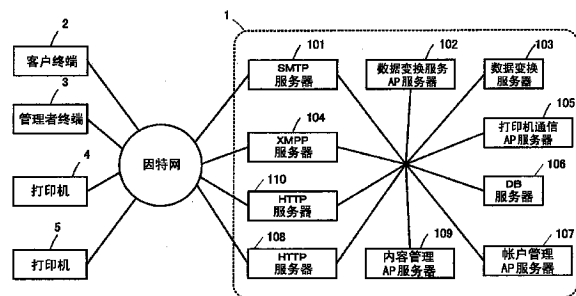 1
2
客户终端
3
管理者终端
4
打印机
5
打印机
因特网
101
SMTP
服务器
102
数据变换服务
AP服务器
103
数据变换
服务器
104
XMPP
服务器
105
打印机通信
AP服务器
110
HTTP
服务器
DB
服务器
106
108
HTTP
服务器
内容管理
AP服务器
109
107
帐户管理
AP服务器